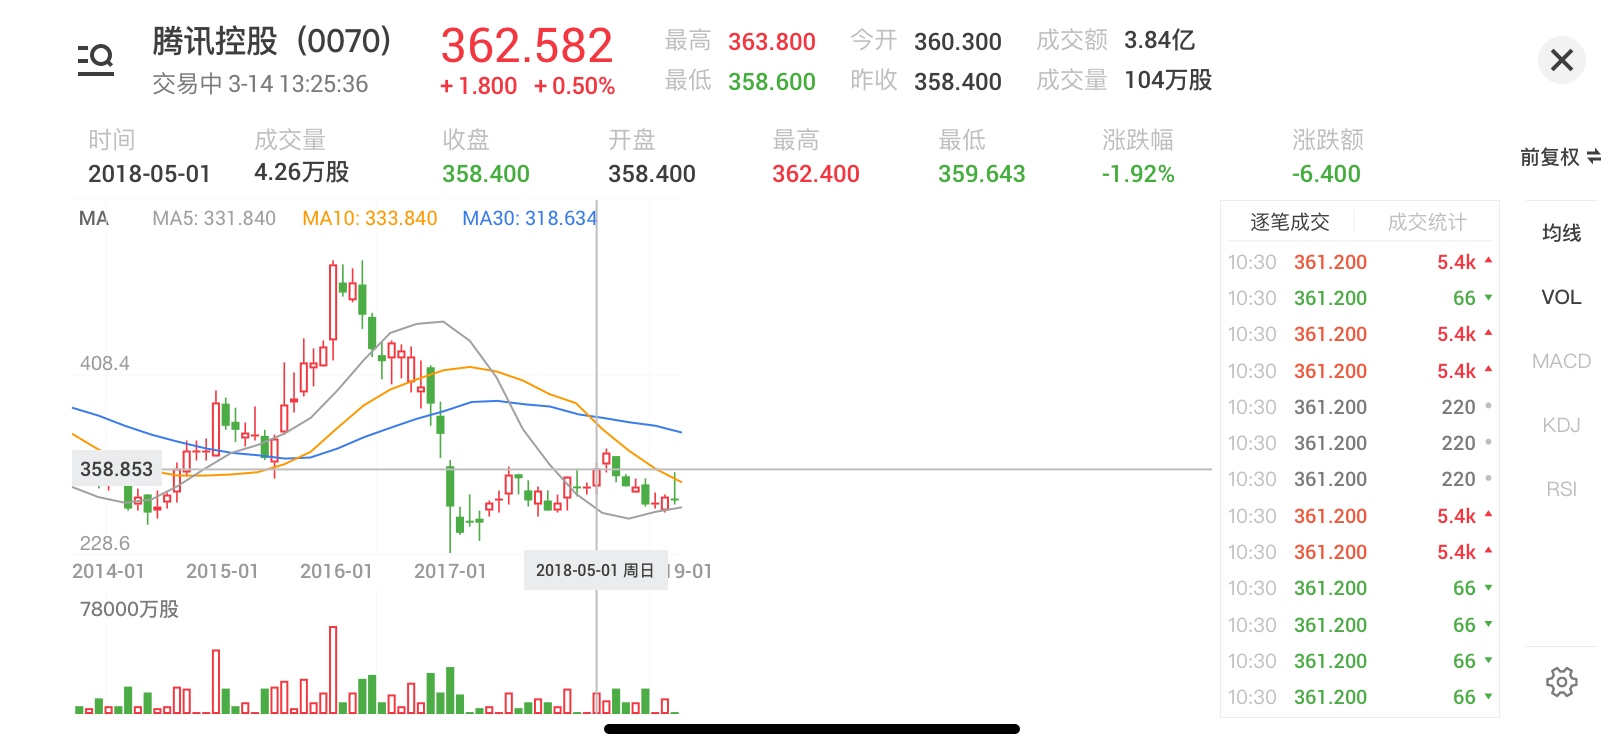 腾讯控股（0070）
交易中 3-14 13:25:36
362.582
+ 1.800 + 0.50%
最高 363.800 今开 360.300 成交额 3.84亿
最低 358.600 昨收 358.400 成交量 104万股
时间 成交量 收盘 开盘 最高 最低 涨跌幅 涨跌额
2018-05-01 4.26万股 358.400 358.400 362.400 359.643 -1.92% -6.400
前复权
MA MA5: 331.840 MA10: 333.840 MA30: 318.634
408.4
358.853
228.6
2014-01 2015-01 2016-01 2017-01 2018-05-01 周日 19-01
78000万股
逐笔成交 成交统计
10:30 361.200 5.4k
10:30 361.200 66
10:30 361.200 5.4k
10:30 361.200 5.4k
10:30 361.200 220
10:30 361.200 220
10:30 361.200 220
10:30 361.200 5.4k
10:30 361.200 5.4k
10:30 361.200 66
10:30 361.200 66
10:30 361.200 66
10:30 361.200 66
均线
VOL
MACD
KDJ
RSI